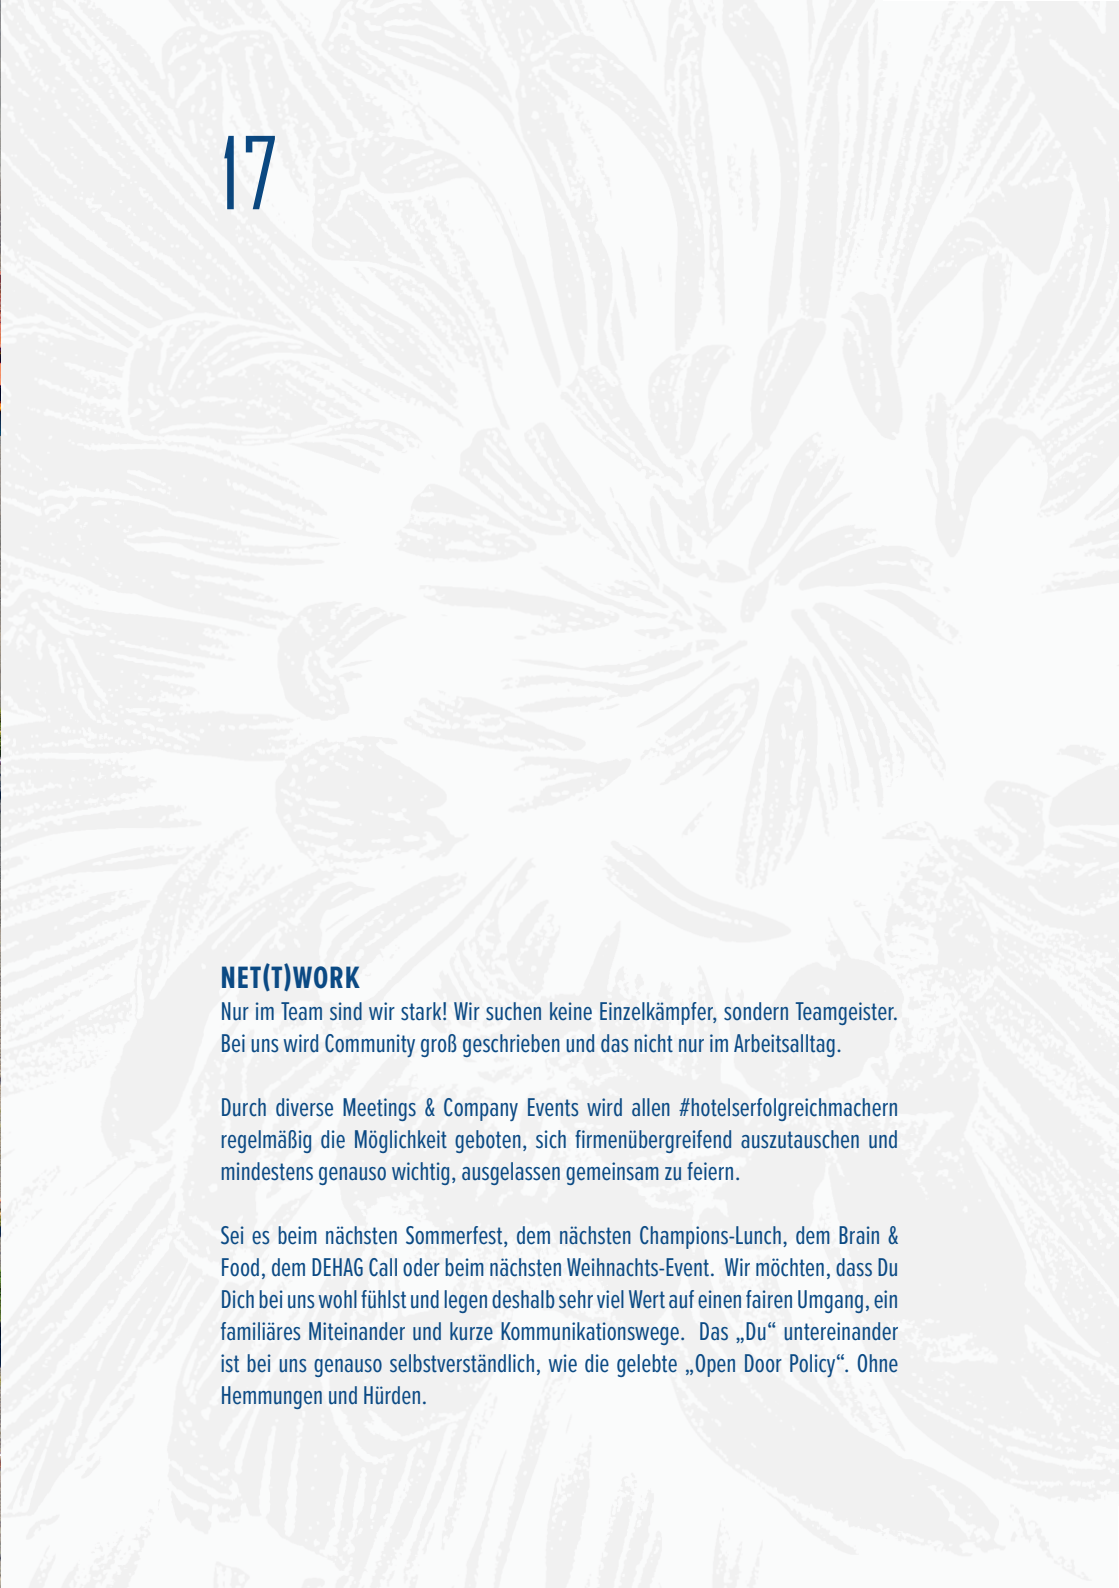 17
NET(T)WORK
Nur im Team sind wir stark! Wir suchen keine Einzelkämpfer, sondern Teamgeister.
Bei uns wird Community groß geschrieben und das nicht nur im Arbeitsalltag.
Durch diverse Meetings & Company Events wird allen #hotelserfolgreichmachern
regelmäßig die Möglichkeit geboten, sich firmenübergreifend auszutauschen und
mindestens genauso wichtig, ausgelassen gemeinsam zu feiern.
Sei es beim nächsten Sommerfest, dem nächsten Champions-Lunch, dem Brain &
Food, dem DEHAG Call oder beim nächsten Weihnachts-Event.  Wir möchten, dass Du
Dich bei uns wohl fühlst und legen deshalb sehr viel Wert auf einen fairen Umgang, ein
familiäres Miteinander und kurze Kommunikationswege.  Das „Du“ untereinander
ist bei uns genauso selbstverständlich, wie die gelebte „Open Door Policy“. Ohne
Hemmungen und Hürden.